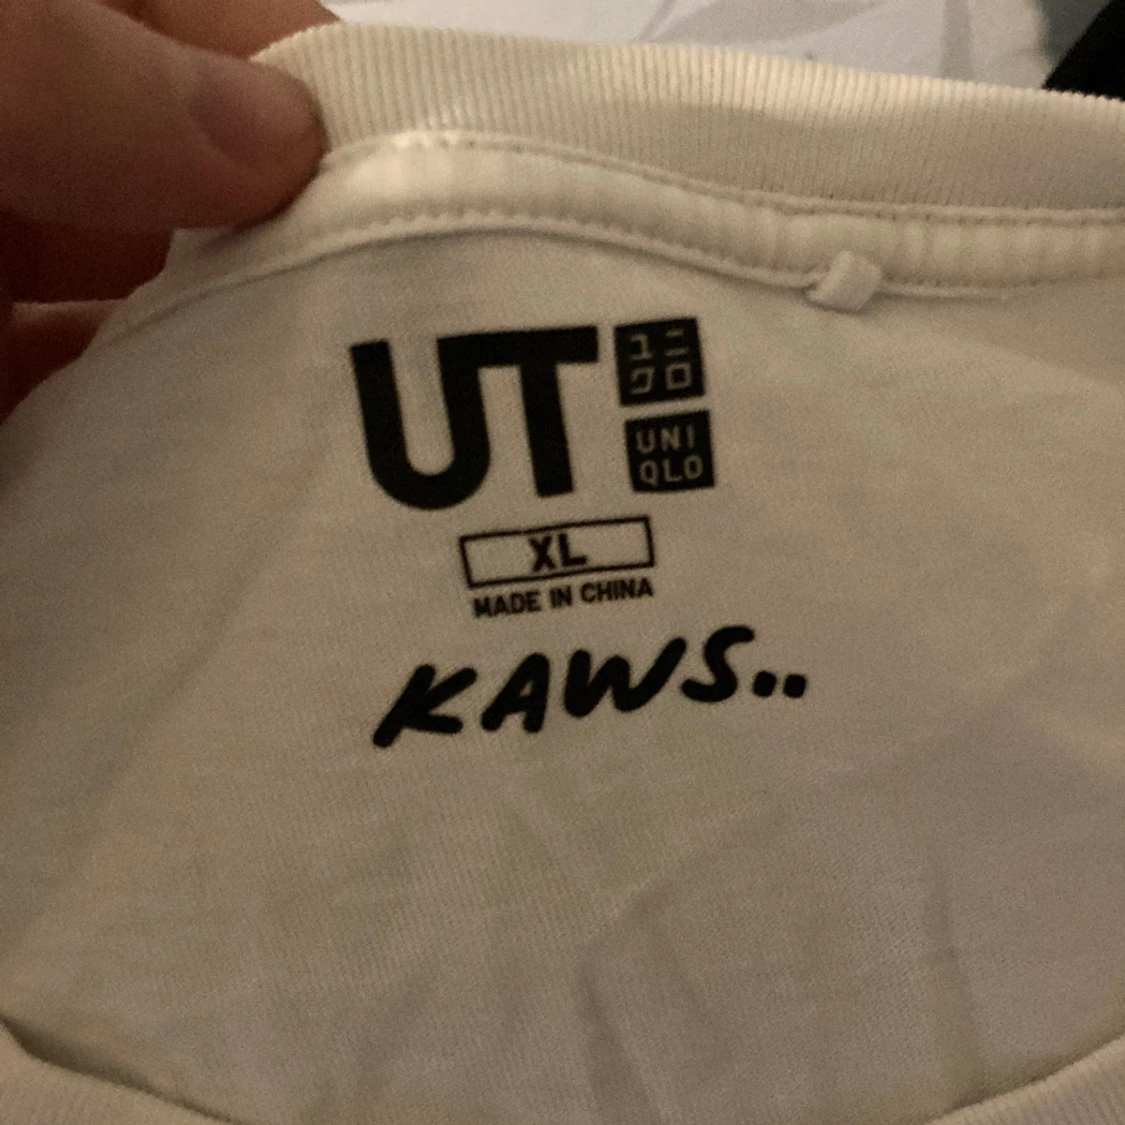 UT
ユニ
クロ
UNI
QLO
XL
MADE IN CHINA
KAWS..